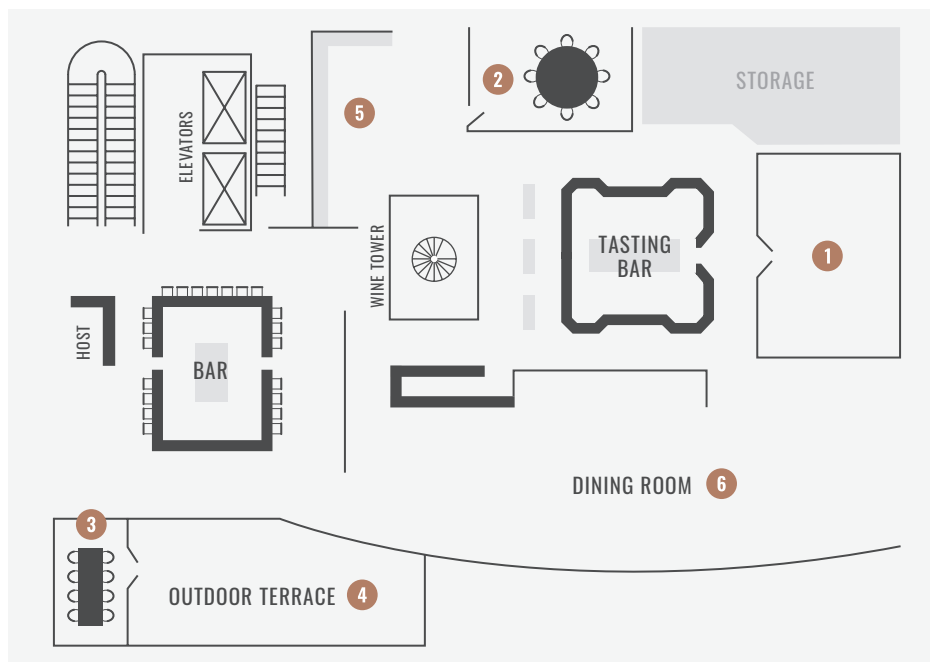 2
STORAGE
5
ELEVATORS
TASTING
BAR
1
WINE TOWER
HOST
BAR
DINING ROOM 6
3
OUTDOOR TERRACE 4